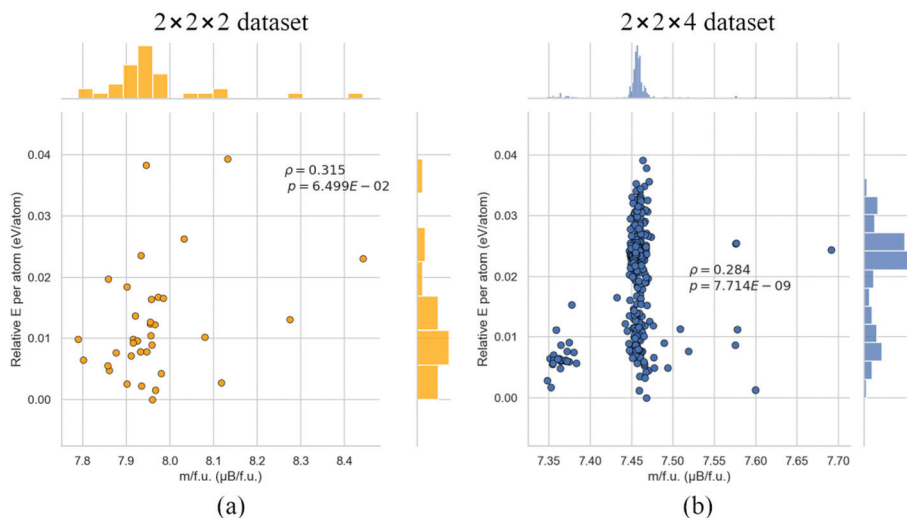 2×2×2 dataset
2×2×4 dataset
0.04
0.03
0.02
0.01
0.00
Relative E per atom (eV/atom)
ρ = 0.315
p = 6.499E − 02
7.8 7.9 8.0 8.1 8.2 8.3 8.4
m/f.u. (μB/f.u.)
(a)
0.04
0.03
0.02
0.01
0.00
Relative E per atom (eV/atom)
ρ = 0.284
p = 7.714E − 09
7.35 7.40 7.45 7.50 7.55 7.60 7.65 7.70
m/f.u. (μB/f.u.)
(b)